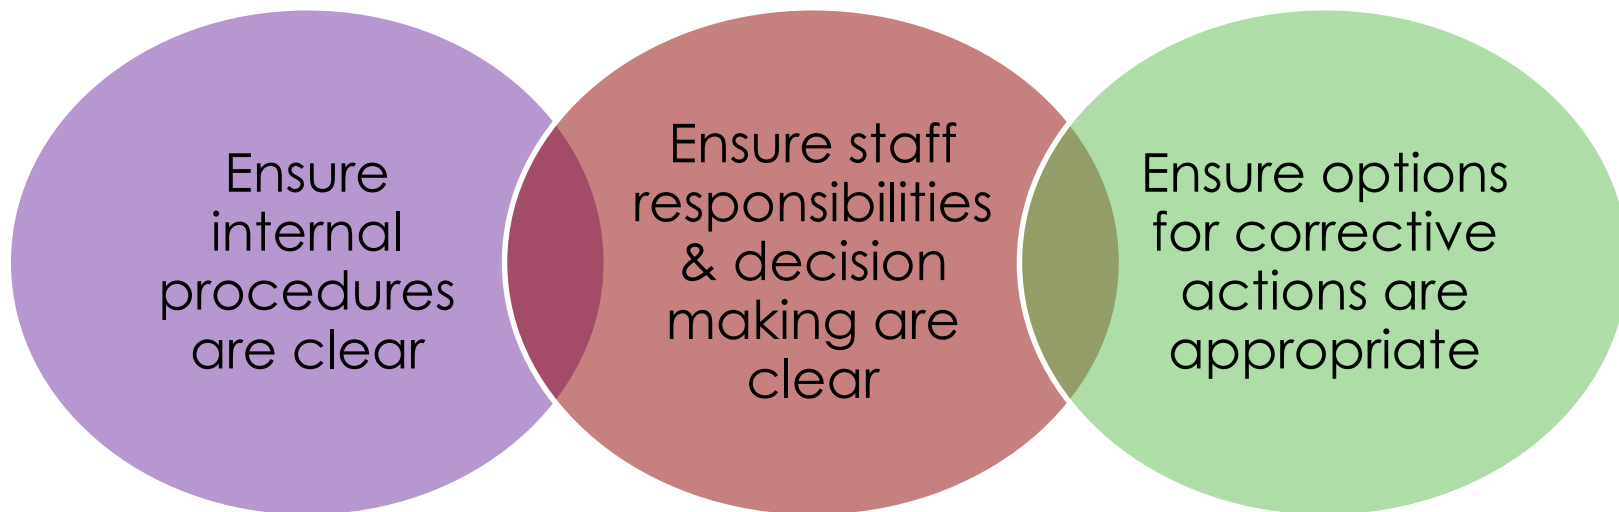 Ensure
internal
procedures
are clear
Ensure staff
responsibilities
& decision
making are
clear
Ensure options
for corrective
actions are
appropriate